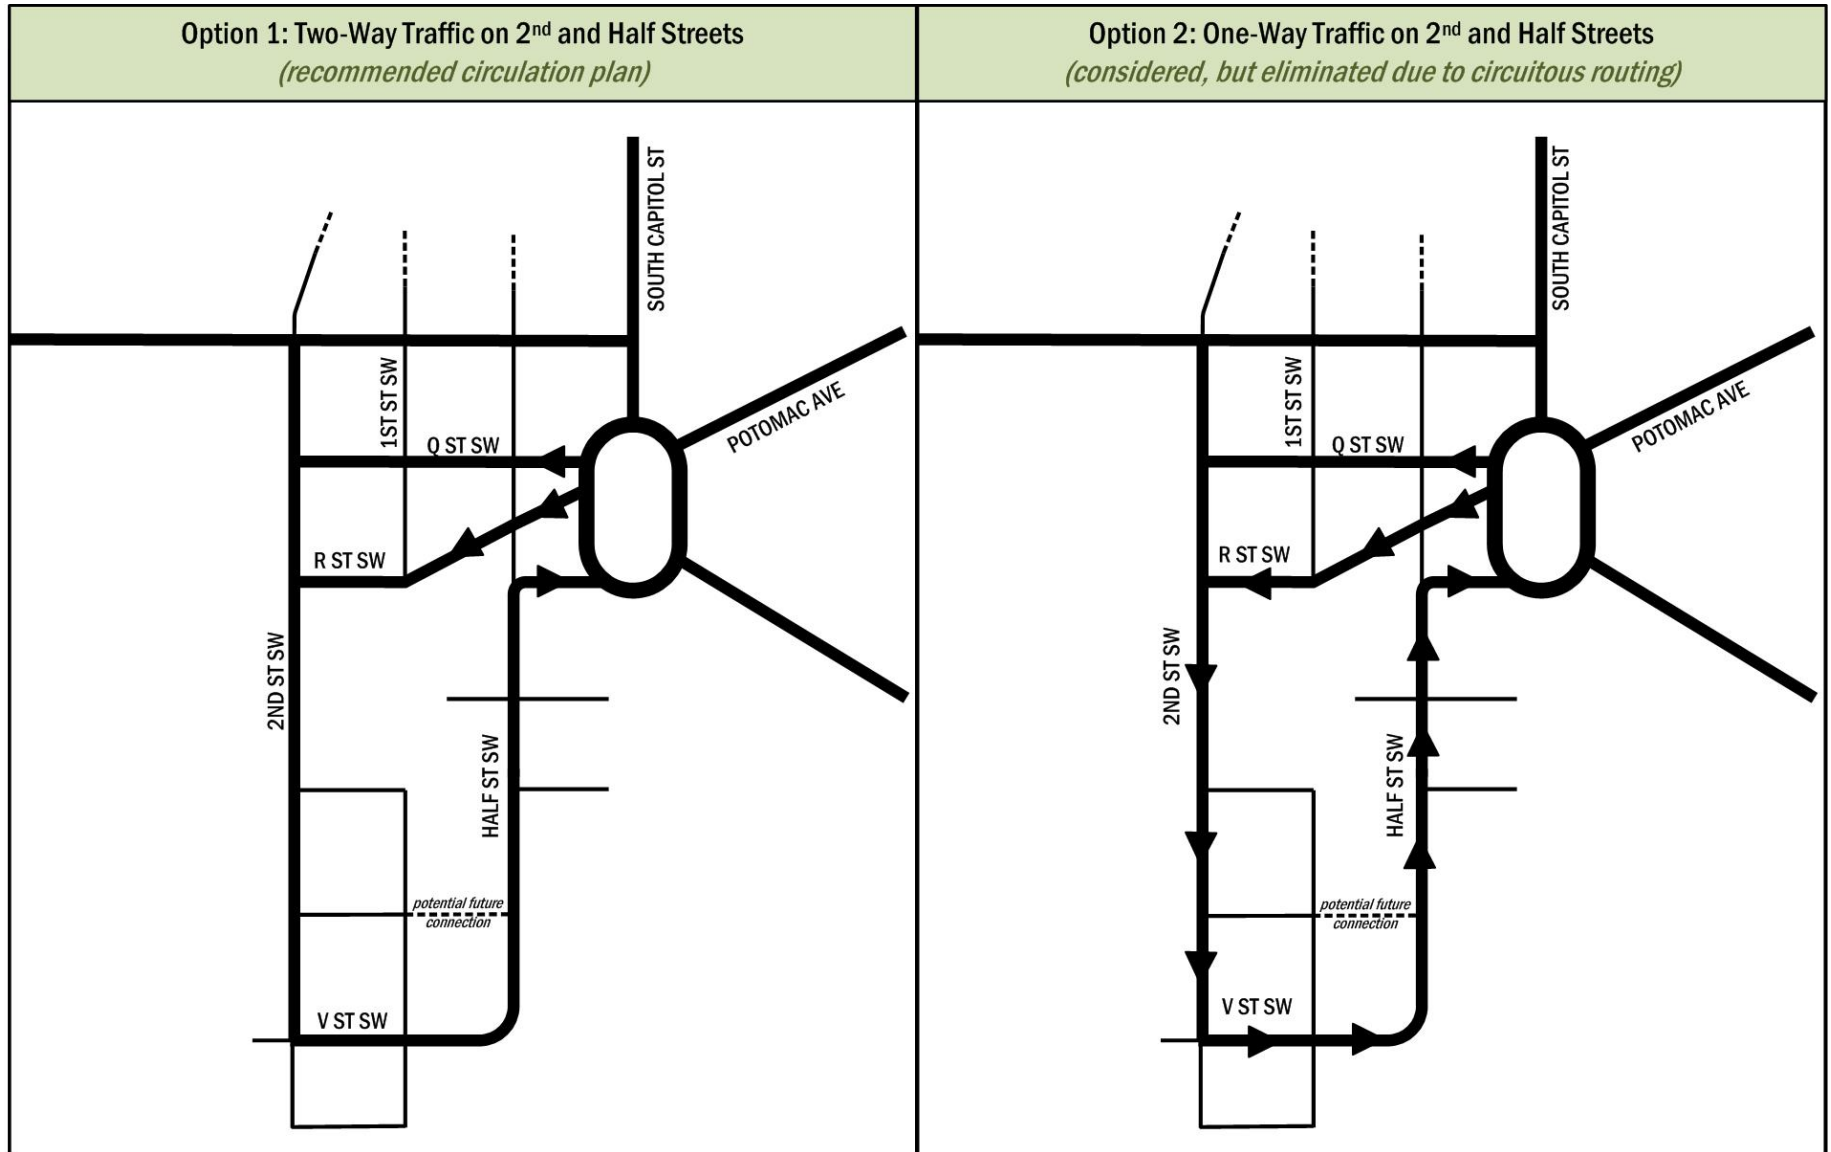 Option 1: Two-Way Traffic on 2nd and Half Streets
(recommended circulation plan)
SOUTH CAPITOL ST
1ST ST SW
POTOMAC AVE
Q ST SW
R ST SW
2ND ST SW
HALF ST SW
potential future
connection
V ST SW
Option 2: One-Way Traffic on 2nd and Half Streets
(considered, but eliminated due to circuitous routing)
SOUTH CAPITOL ST
1ST ST SW
POTOMAC AVE
Q ST SW
R ST SW
2ND ST SW
HALF ST SW
potential future
connection
V ST SW